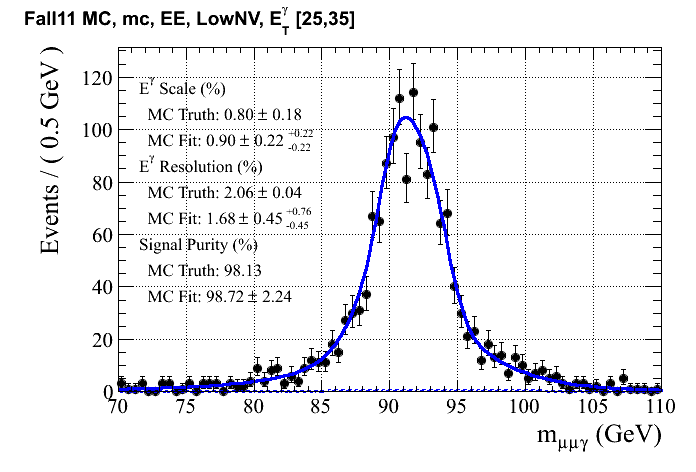 Fall11 MC, mc, EE, LowNV, E_T^γ [25,35]
Events / ( 0.5 GeV )
120
100
80
60
40
20
0
E^γ Scale (%)
MC Truth: 0.80 ± 0.18
MC Fit: 0.90 ± 0.22 +0.22 -0.22
E^γ Resolution (%)
MC Truth: 2.06 ± 0.04
MC Fit: 1.68 ± 0.45 +0.76 -0.45
Signal Purity (%)
MC Truth: 98.13
MC Fit: 98.72 ± 2.24
70 75 80 85 90 95 100 105 110
m_μμγ (GeV)